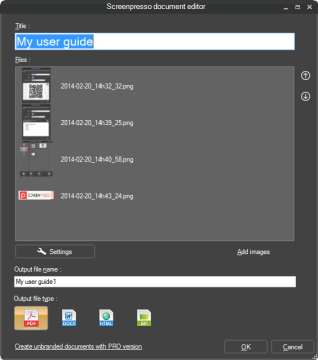 Screenpresso document editor
Title :
My user guide
Files :
2014-02-20_14h32_32.png
2014-02-20_14h39_25.png
2014-02-20_14h40_58.png
2014-02-20_14h43_24.png
Settings
Add images
Output file name :
My user guide1
Output file type :
PDF
DOCX
HTML
Create unbranded documents with PRO version
OK
Cancel